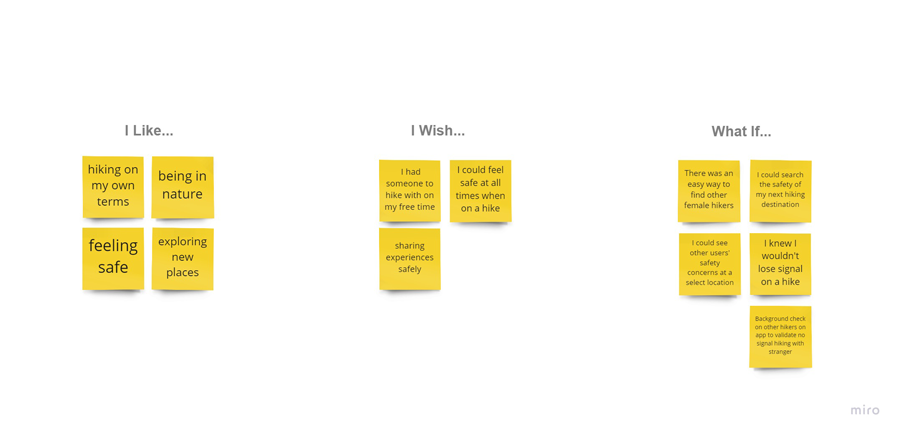 I Like...
hiking on
my own
terms
being in
nature
feeling
safe
exploring
new
places
I Wish...
I had
someone to
hike with on
my free time
I could feel
safe at all
times when
on a hike
sharing
experiences
safely
What If...
There was an
easy way to
find other
female hikers
I could search
the safety of
my next hiking
destination
I could see
other users'
safety
concerns at a
select location
I knew I
wouldn't
lose signal
on a hike
Background check
on other hikers on
app to validate no
signal hiking with
stranger
miro